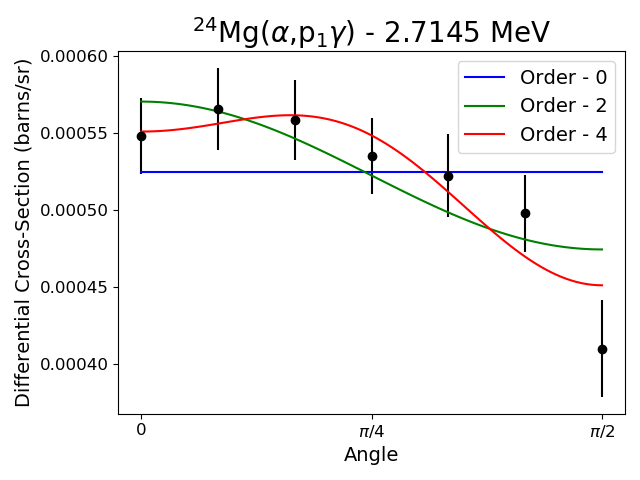 ²⁴Mg(α,p₁γ) - 2.7145 MeV
Differential Cross-Section (barns/sr)
0.00060
0.00055
0.00050
0.00045
0.00040
Order - 0
Order - 2
Order - 4
0
π/4
π/2
Angle